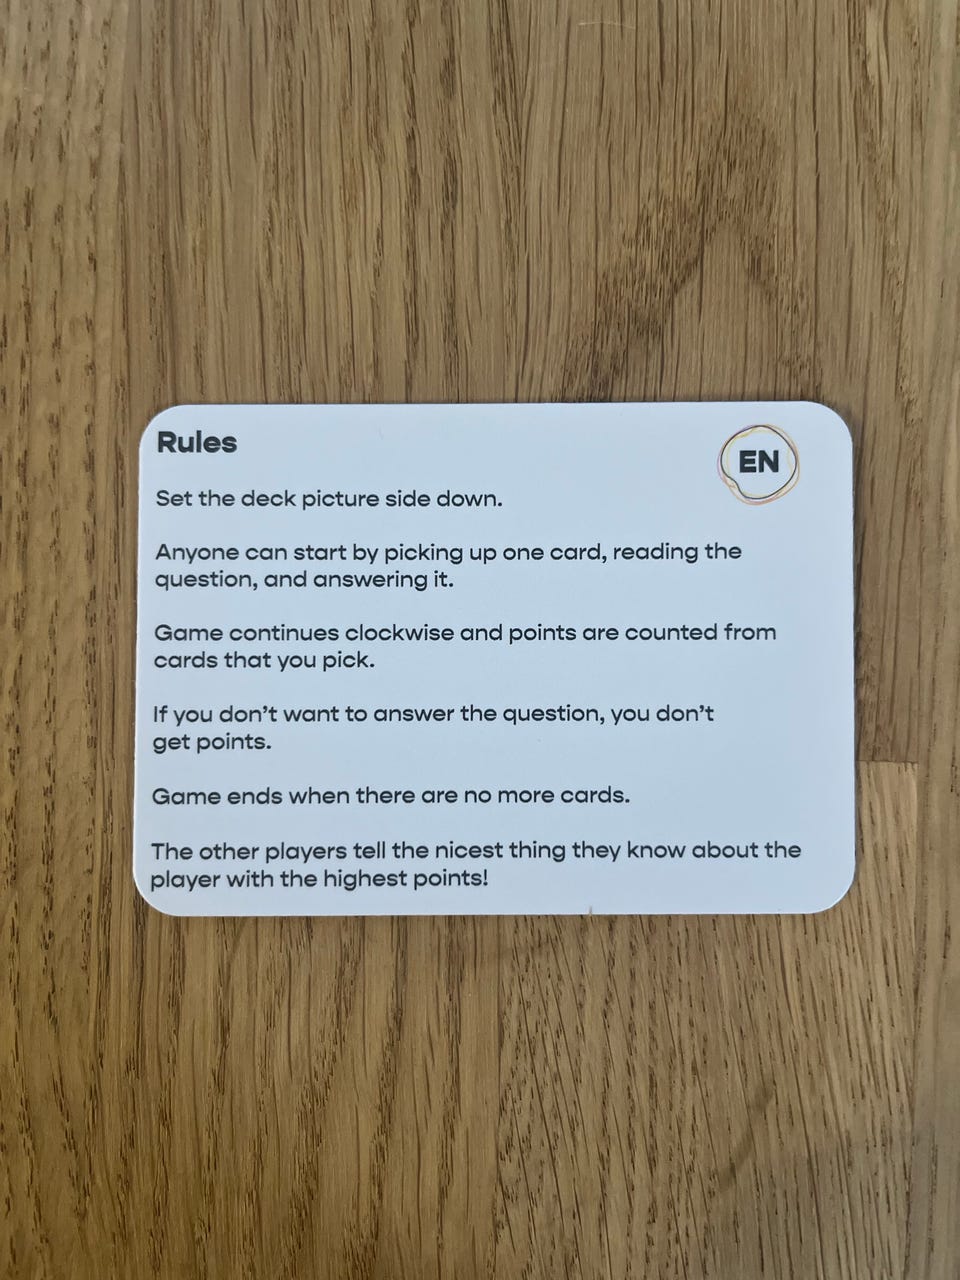 Rules
EN
Set the deck picture side down.
Anyone can start by picking up one card, reading the
question, and answering it.
Game continues clockwise and points are counted from
cards that you pick.
If you don’t want to answer the question, you don’t
get points.
Game ends when there are no more cards.
The other players tell the nicest thing they know about the
player with the highest points!